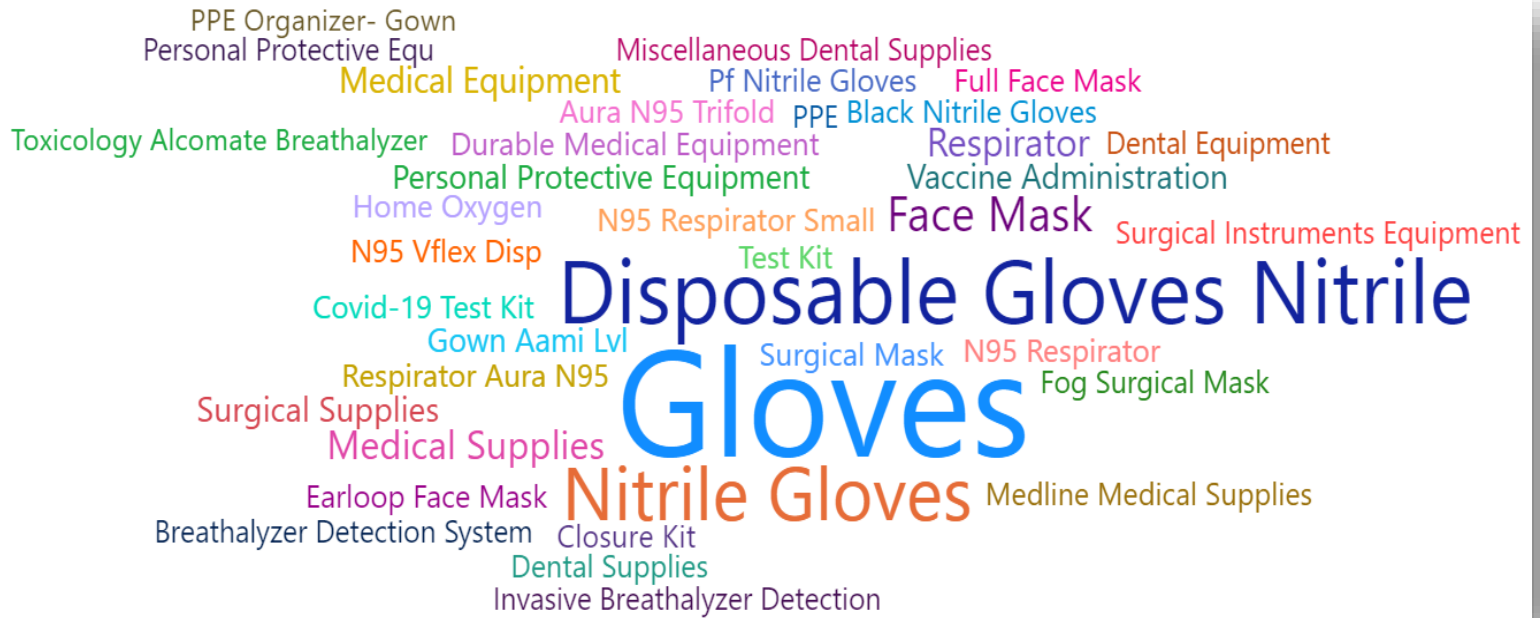 PPE Organizer- Gown
Personal Protective Equ
Miscellaneous Dental Supplies
Medical Equipment
Pf Nitrile Gloves
Full Face Mask
Aura N95 Trifold
PPE
Black Nitrile Gloves
Toxicology Alcomate Breathalyzer
Durable Medical Equipment
Respirator
Dental Equipment
Personal Protective Equipment
Vaccine Administration
Home Oxygen
N95 Respirator Small
Face Mask
Surgical Instruments Equipment
N95 Vflex Disp
Test Kit
Disposable Gloves Nitrile
Covid-19 Test Kit
Gown Aami Lvl
Surgical Mask
N95 Respirator
Respirator Aura N95
Gloves
Fog Surgical Mask
Surgical Supplies
Medical Supplies
Earloop Face Mask
Nitrile Gloves
Medline Medical Supplies
Breathalyzer Detection System
Closure Kit
Dental Supplies
Invasive Breathalyzer Detection